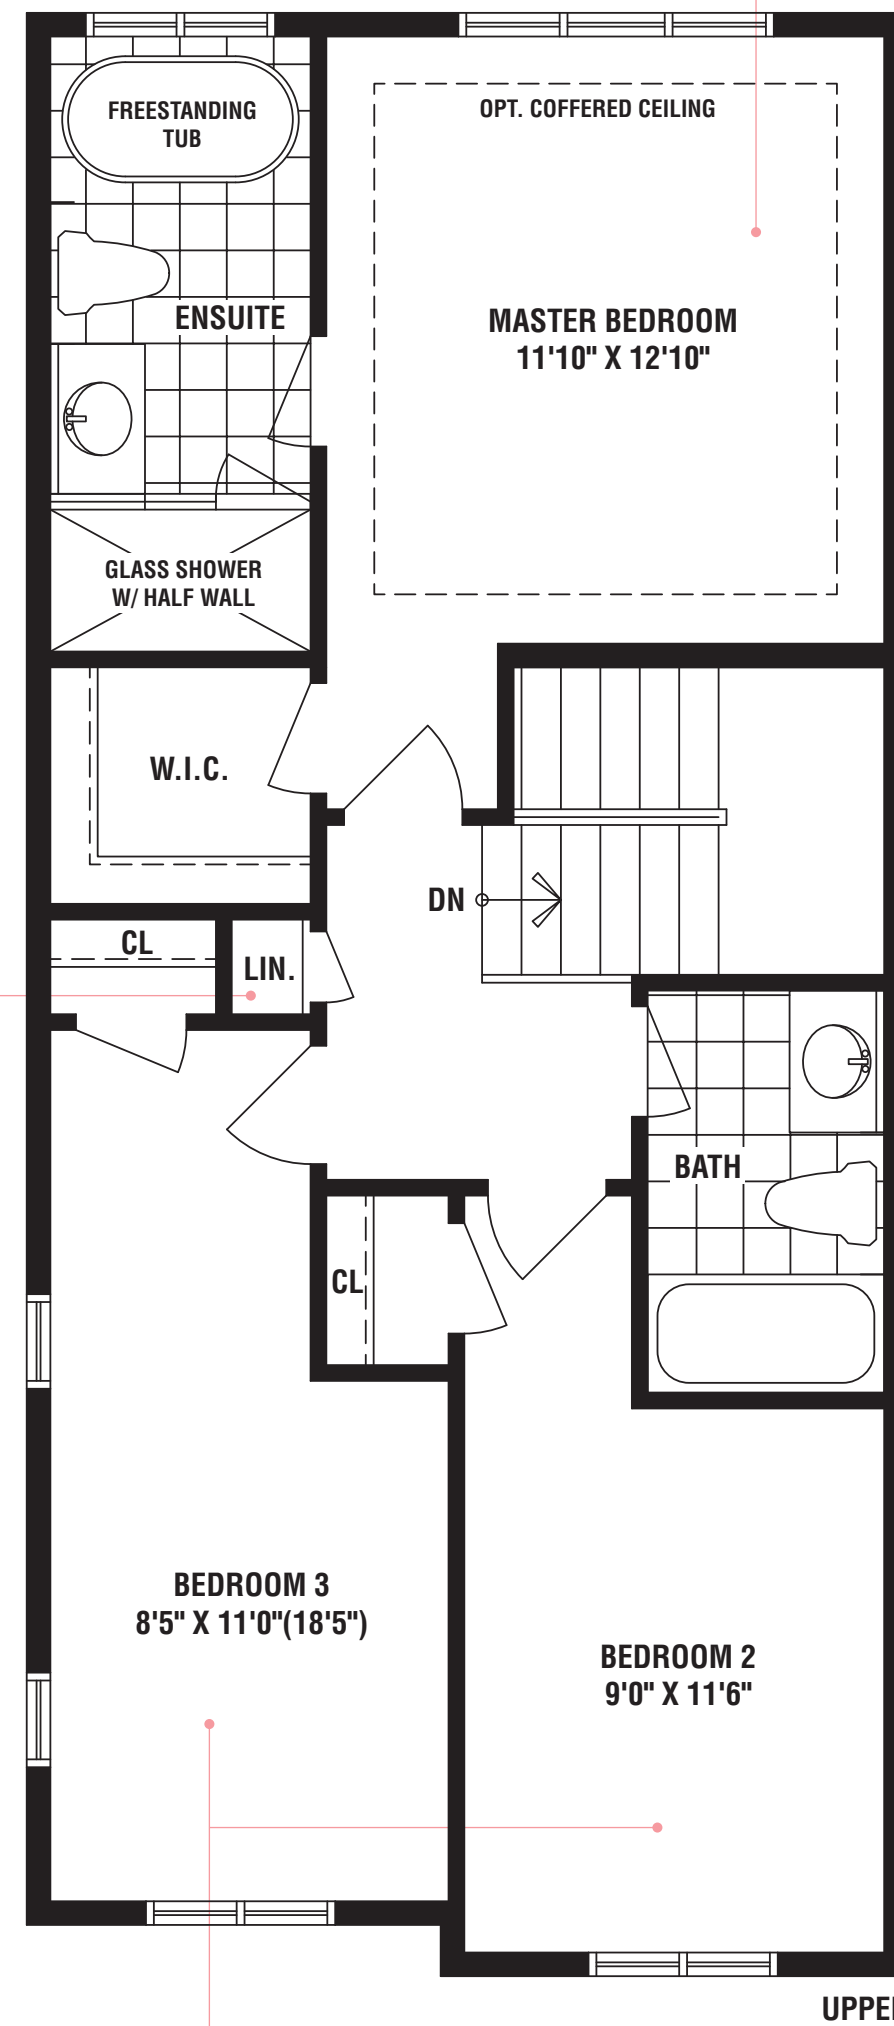 FREESTANDING
TUB
OPT. COFFERED CEILING
ENSUITE
MASTER BEDROOM
11'10" X 12'10"
GLASS SHOWER
W/ HALF WALL
W.I.C.
DN
CL
LIN.
BATH
CL
BEDROOM 3
8'5" X 11'0"(18'5")
BEDROOM 2
9'0" X 11'6"